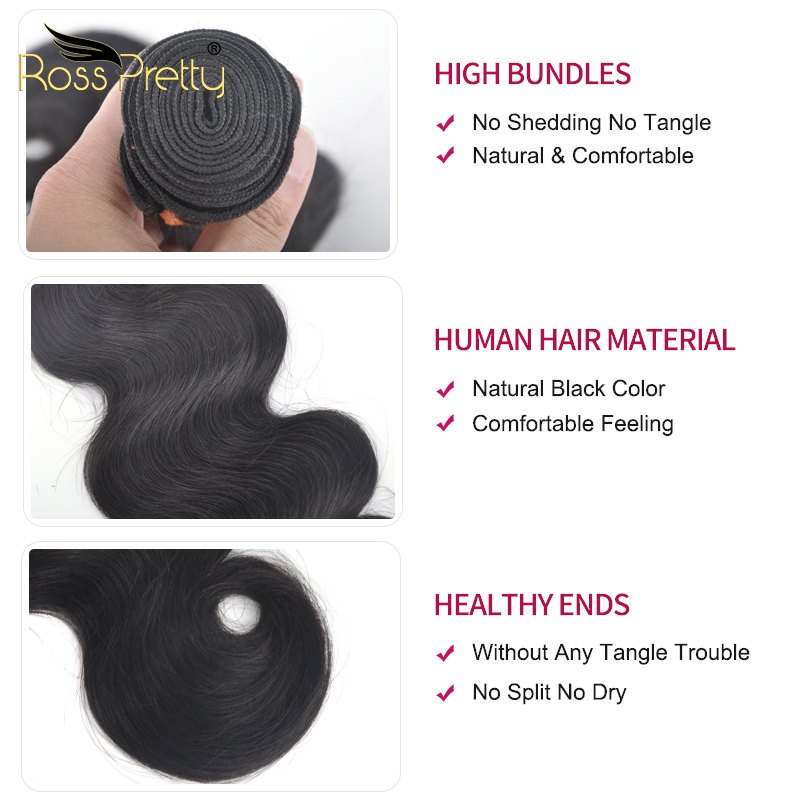 Ross Pretty ®
HIGH BUNDLES
No Shedding No Tangle
Natural & Comfortable
HUMAN HAIR MATERIAL
Natural Black Color
Comfortable Feeling
HEALTHY ENDS
Without Any Tangle Trouble
No Split No Dry